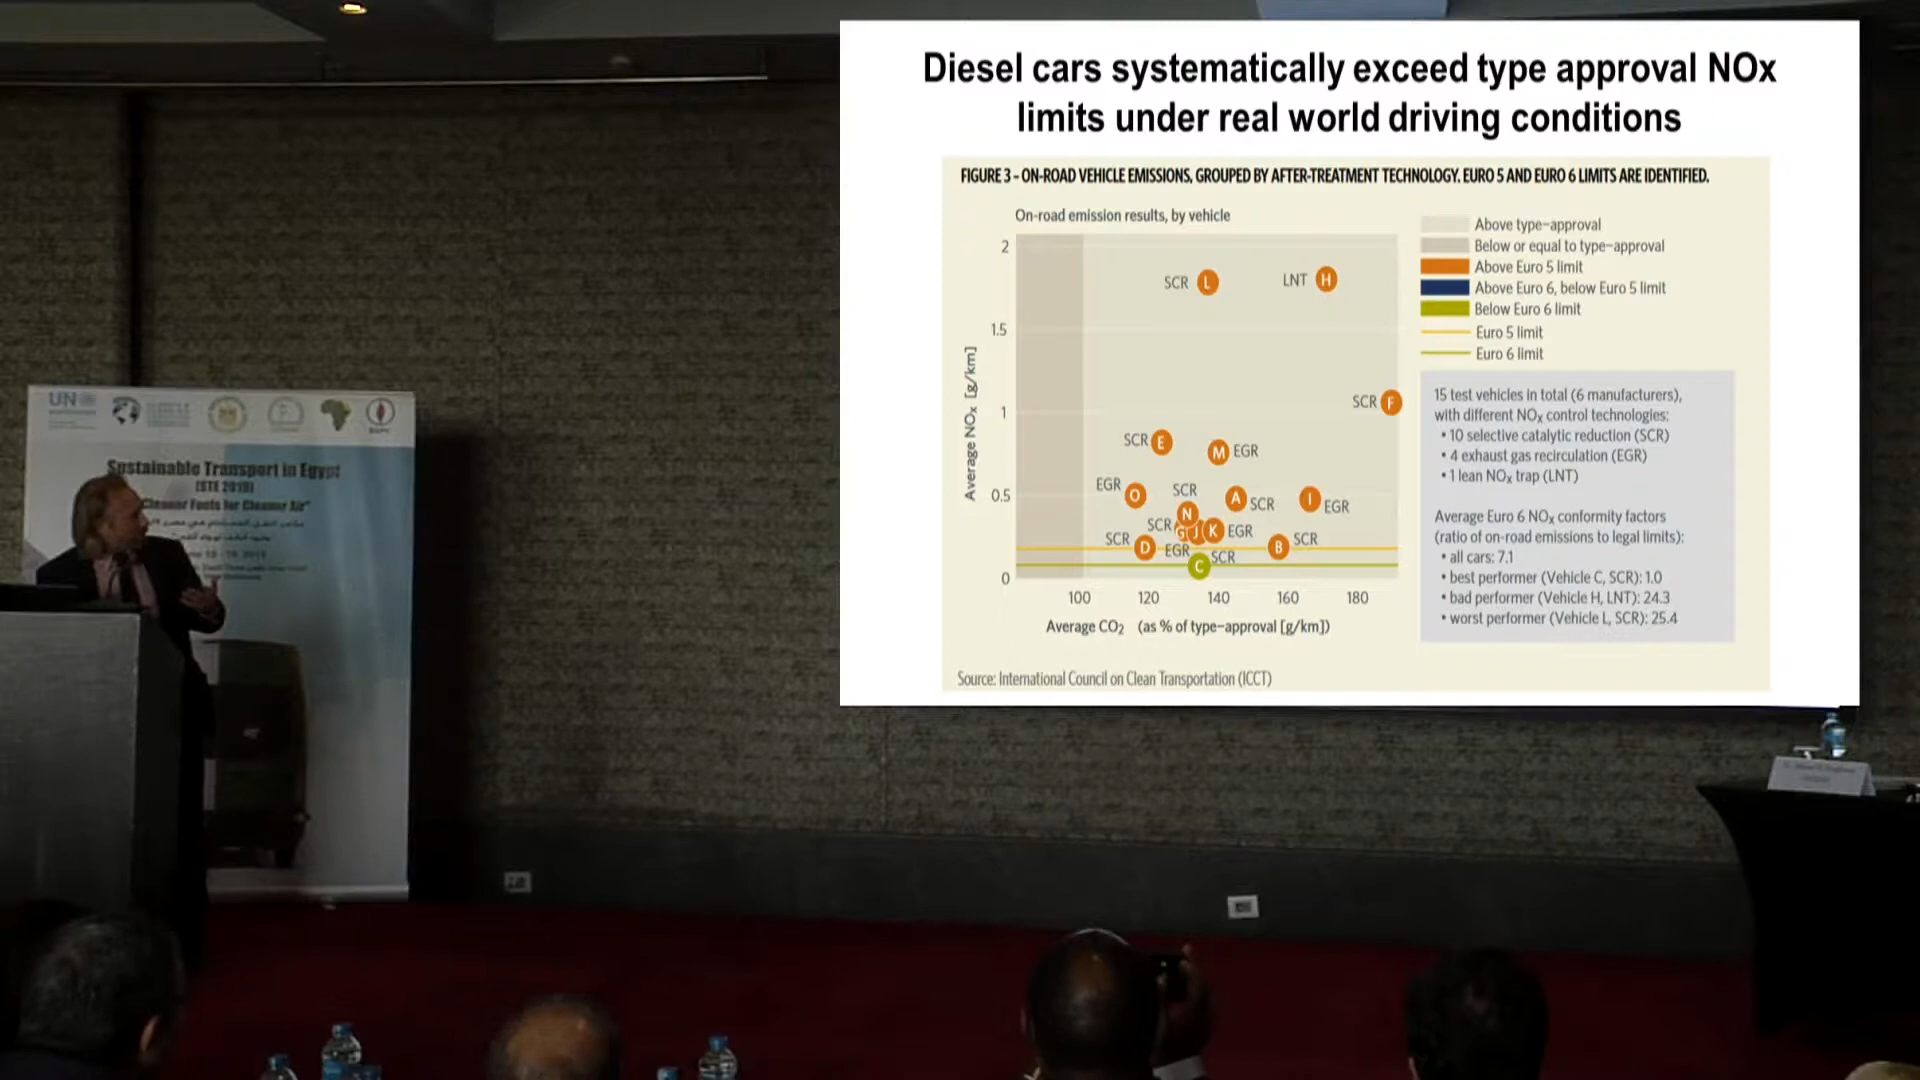 Diesel cars systematically exceed type approval NOx
limits under real world driving conditions
FIGURE 3 – ON-ROAD VEHICLE EMISSIONS, GROUPED BY AFTER-TREATMENT TECHNOLOGY. EURO 5 AND EURO 6 LIMITS ARE IDENTIFIED.
On-road emission results, by vehicle
Average NOX [g/km]
2
1.5
1
0.5
0
SCR L
LNT H
SCR F
SCR E
M EGR
EGR O
SCR
N
A SCR
I EGR
SCR
G J K EGR
SCR D
EGR
B SCR
C SCR
100 120 140 160 180
Average CO2 (as % of type-approval [g/km])
Above type-approval
Below or equal to type-approval
Above Euro 5 limit
Above Euro 6, below Euro 5 limit
Below Euro 6 limit
Euro 5 limit
Euro 6 limit
15 test vehicles in total (6 manufacturers),
with different NOX control technologies:
• 10 selective catalytic reduction (SCR)
• 4 exhaust gas recirculation (EGR)
• 1 lean NOX trap (LNT)
Average Euro 6 NOX conformity factors
(ratio of on-road emissions to legal limits):
• all cars: 7.1
• best performer (Vehicle C, SCR): 1.0
• bad performer (Vehicle H, LNT): 24.3
• worst performer (Vehicle L, SCR): 25.4
Source: International Council on Clean Transportation (ICCT)
UN
Sustainable Transport in Egypt
(STE 2019)
Cleaner Fuels for Cleaner Air"